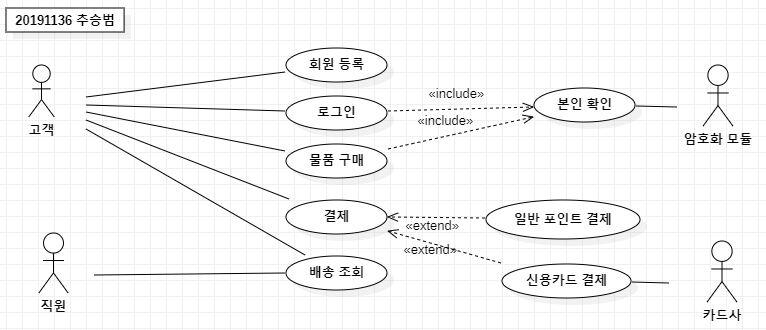 20191136 추승범
회원 등록
고객
로그인
«include»
본인 확인
암호화 모듈
«include»
물품 구매
결제
«extend»
일반 포인트 결제
직원
배송 조회
«extend»
신용카드 결제
카드사